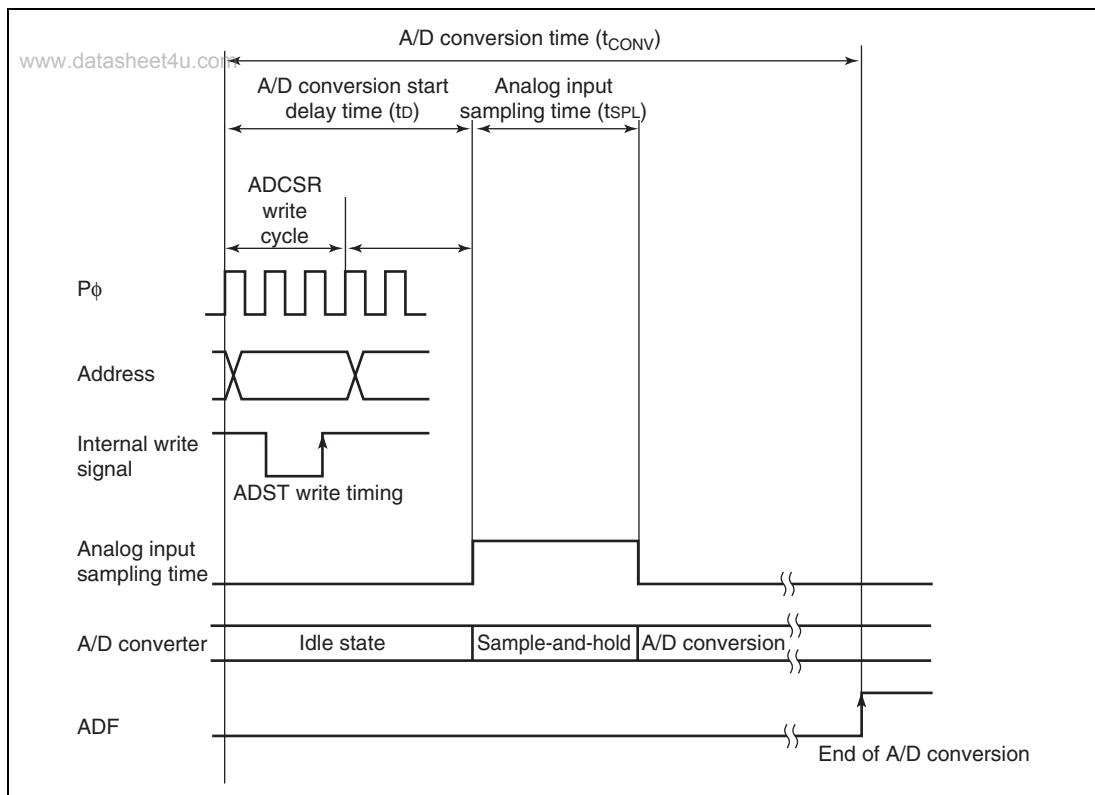 A/D conversion time (tCONV)
www.datasheet4u.com
A/D conversion start
delay time (tD)
Analog input
sampling time (tSPL)
ADCSR
write
cycle
Pϕ
Address
Internal write
signal
ADST write timing
Analog input
sampling time
A/D converter
Idle state
Sample-and-hold
A/D conversion
ADF
End of A/D conversion